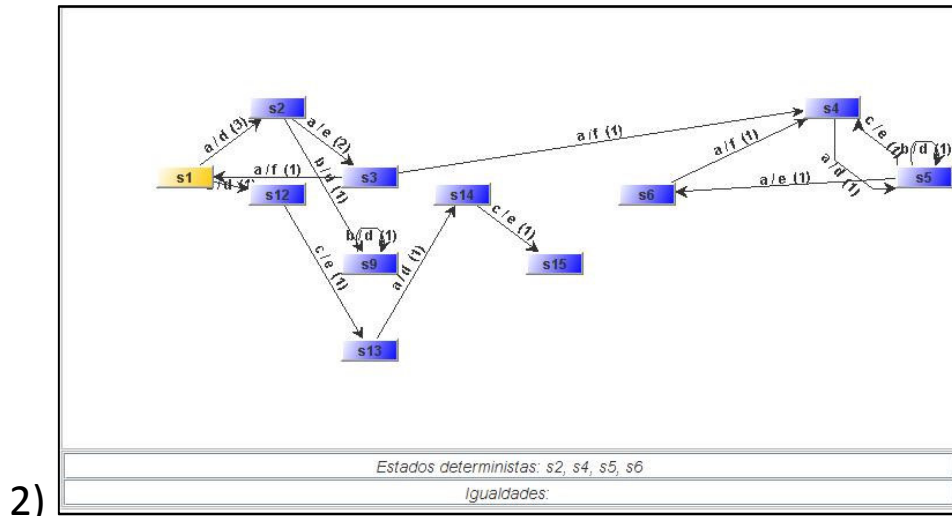 s2
s4
a/d (3)
a/e (2)
a/f (1)
a/f (1)
c/e (2)
b/d (1)
s1
a/f (1)
s3
b/d (1)
a/d (1)
s5
s12
s14
s6
a/e (1)
c/e (1)
b/d (1)
a/d (1)
c/e (1)
s9
s15
s13
Estados deterministas: s2, s4, s5, s6
Igualdades:
2)